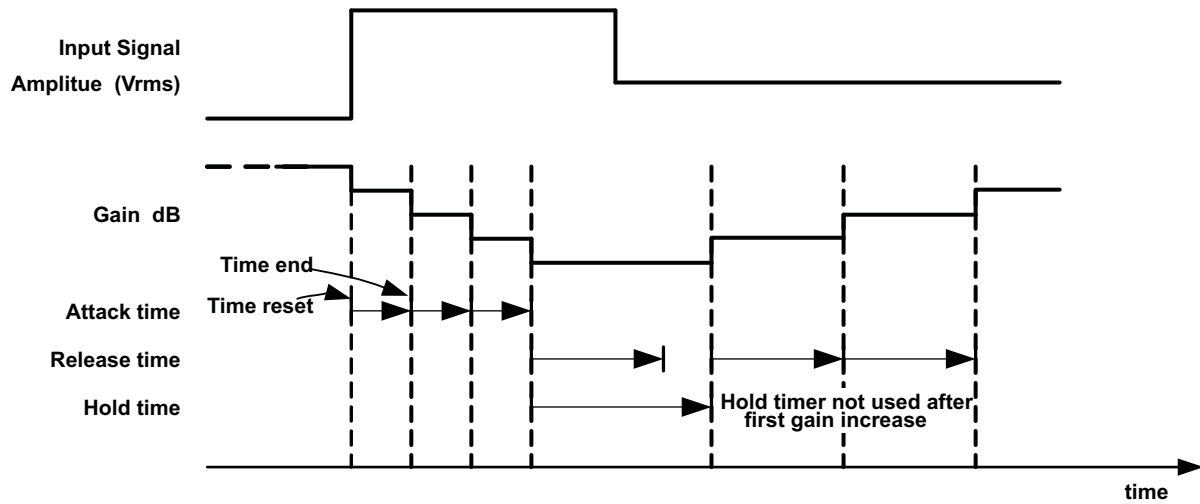 Input Signal
Amplitue (Vrms)
Gain dB
Time end
Time reset
Attack time
Release time
Hold time
Hold timer not used after
first gain increase
time